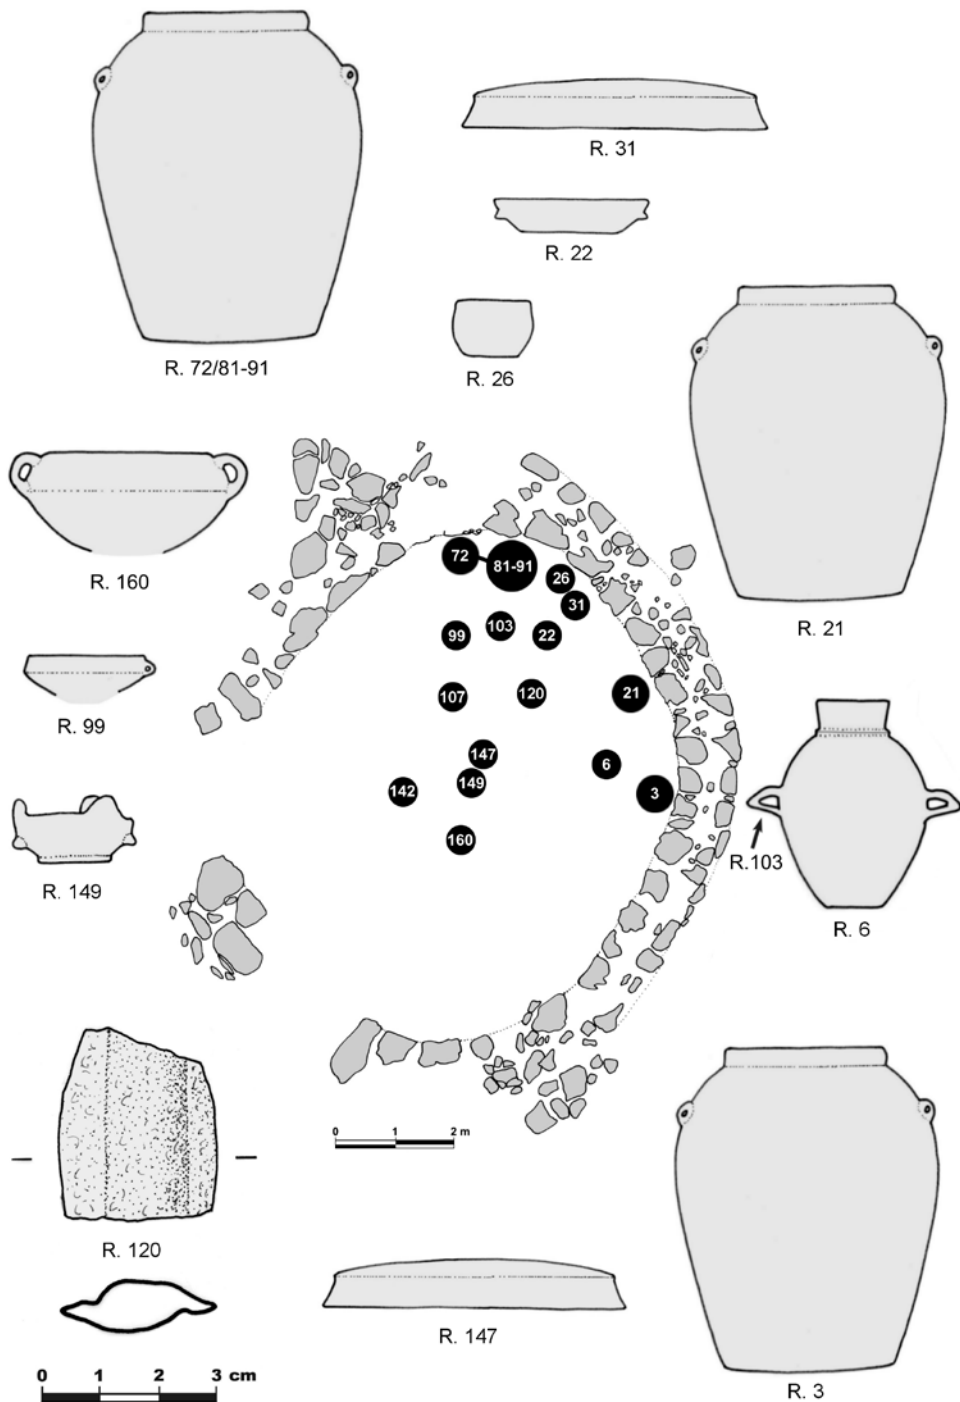 R. 31
R. 22
R. 72/81-91
R. 26
R. 160
R. 21
72
81-91
26
31
99
103
22
107
120
21
R. 99
147
6
142
149
3
160
R. 149
R.103
R. 6
0 1 2 m
R. 120
R. 147
0 1 2 3 cm
R. 3